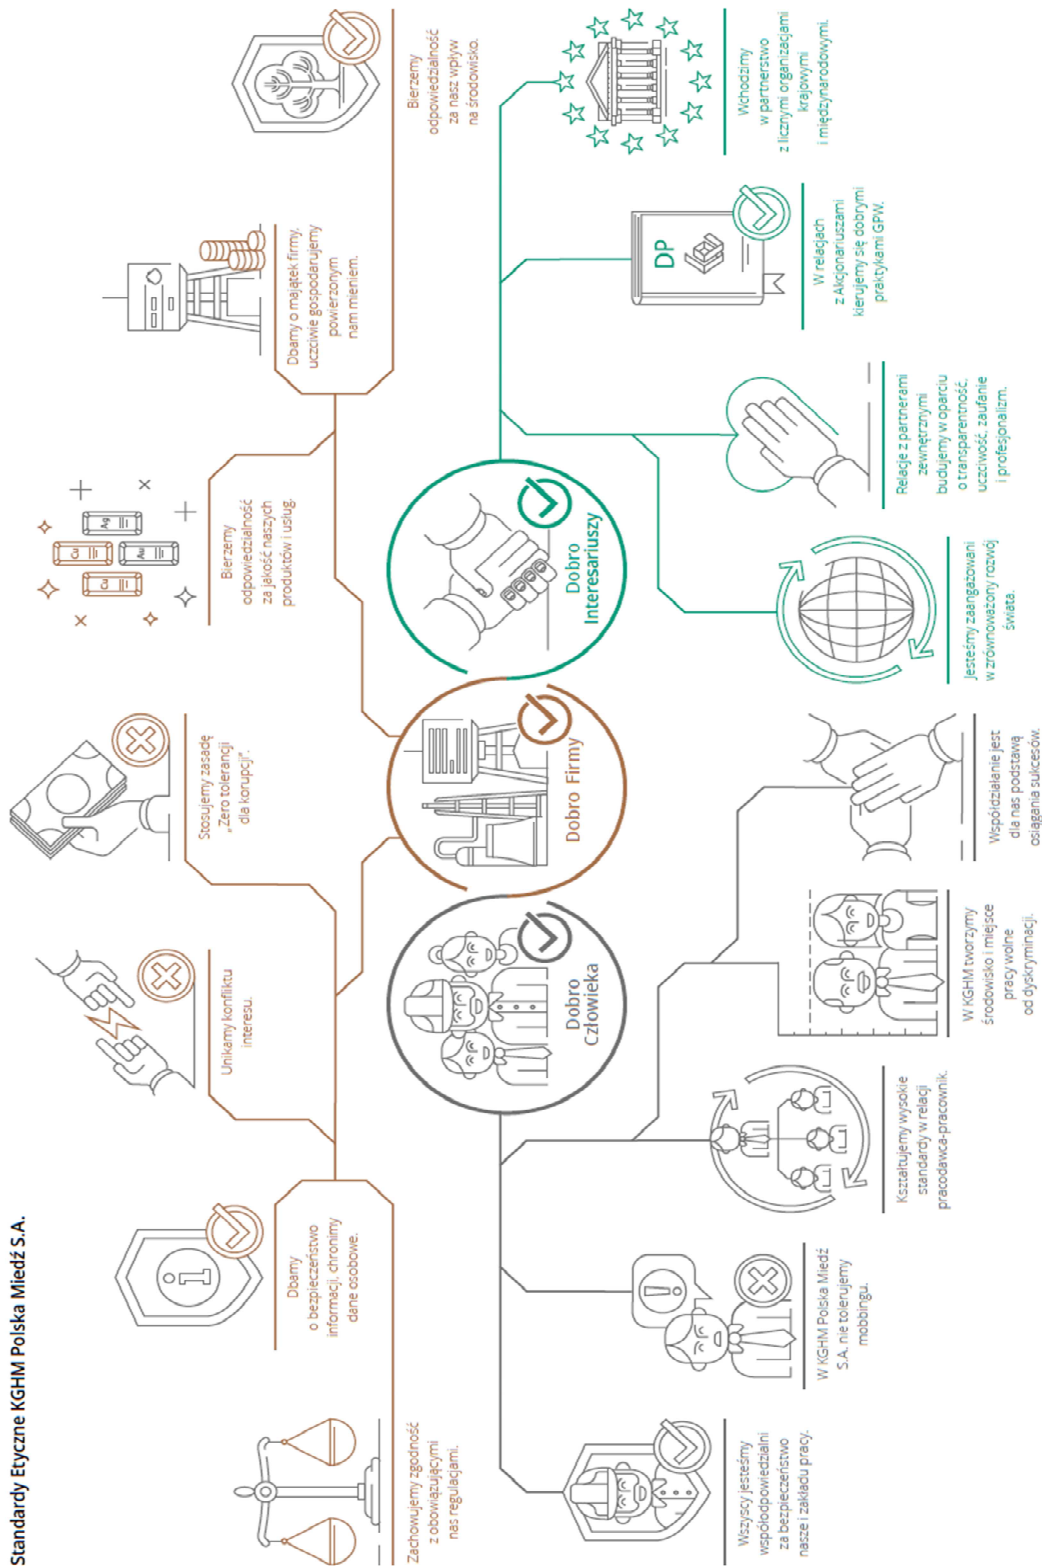 Standardy Etyczne KGHM Polska Miedź S.A.
Zachowujemy zgodność
z obowiązującymi
nas regulacjami.
Dbamy
o bezpieczeństwo
informacji, chronimy
dane osobowe.
Unikamy konfliktu
interesu.
Stosujemy zasadę
„Zero tolerancji
dla korupcji”.
Bierzemy
odpowiedzialność
za jakość naszych
produktów i usług.
Cu
Cu
Ag
Au
Dbamy o majątek firmy,
uczciwie gospodarujemy
powierzonym
nam mieniem.
Bierzemy
odpowiedzialność
za nasz wpływ
na środowisko.
Dobro
Człowieka
Dobro Firmy
Dobro
Interesariuszy
Wszyscy jesteśmy
współodpowiedzialni
za bezpieczeństwo
nasze i zakładu pracy.
W KGHM Polska Miedź
S.A. nie tolerujemy
mobbingu.
Kształtujemy wysokie
standardy w relacji
pracodawca-pracownik.
W KGHM tworzymy
środowisko i miejsce
pracy wolne
od dyskryminacji.
Współdziałanie jest
dla nas podstawą
osiągania sukcesów.
Jesteśmy zaangażowani
w zrównoważony rozwój
świata.
Relacje z partnerami
zewnętrznymi
budujemy w oparciu
o transparentność,
uczciwość, zaufanie
i profesjonalizm.
DP
W relacjach
z Akcjonariuszami
kierujemy się dobrymi
praktykami GPW.
Wchodzimy
w partnerstwo
z licznymi organizacjami
krajowymi
i międzynarodowymi.